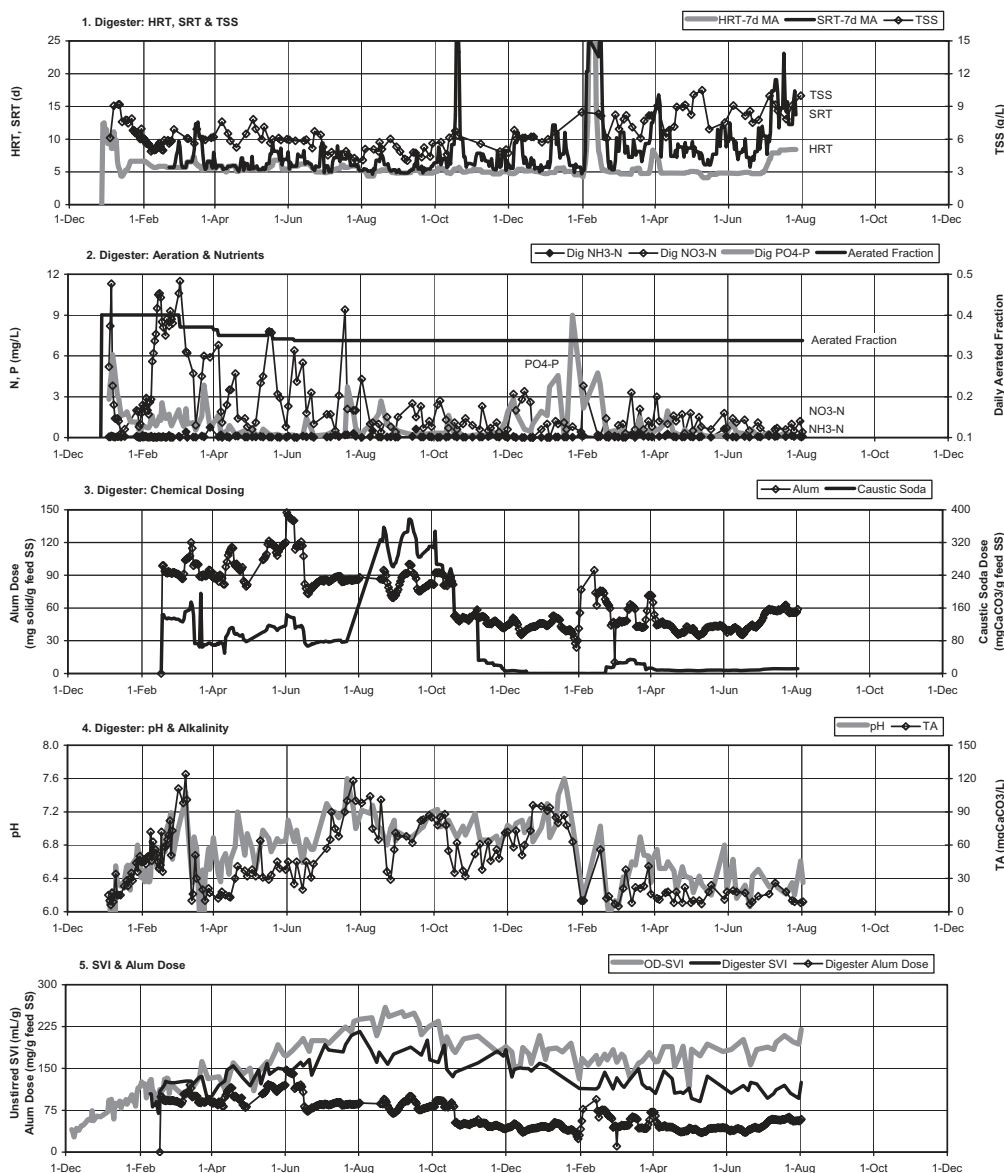 1. Digester: HRT, SRT & TSS
HRT-7d MA SRT-7d MA TSS
HRT, SRT (d)
25
20
15
10
5
0
TSS (g/L)
15
12
9
6
3
0
TSS
SRT
HRT
1-Dec 1-Feb 1-Apr 1-Jun 1-Aug 1-Oct 1-Dec 1-Feb 1-Apr 1-Jun 1-Aug 1-Oct 1-Dec
2. Digester: Aeration & Nutrients
Dig NH3-N Dig NO3-N Dig PO4-P Aerated Fraction
N, P (mg/L)
12
9
6
3
0
Daily Aerated Fraction
0.5
0.4
0.3
0.2
0.1
Aerated Fraction
PO4-P
NO3-N
NH3-N
1-Dec 1-Feb 1-Apr 1-Jun 1-Aug 1-Oct 1-Dec 1-Feb 1-Apr 1-Jun 1-Aug 1-Oct 1-Dec
3. Digester: Chemical Dosing
Alum Caustic Soda
Alum Dose
(mg solid/g feed SS)
150
120
90
60
30
0
Caustic Soda Dose
(mgCaCO3/g feed SS)
400
320
240
160
80
0
1-Dec 1-Feb 1-Apr 1-Jun 1-Aug 1-Oct 1-Dec 1-Feb 1-Apr 1-Jun 1-Aug 1-Oct 1-Dec
4. Digester: pH & Alkalinity
pH TA
pH
8.0
7.6
7.2
6.8
6.4
6.0
TA (mgCaCO3/L)
150
120
90
60
30
0
1-Dec 1-Feb 1-Apr 1-Jun 1-Aug 1-Oct 1-Dec 1-Feb 1-Apr 1-Jun 1-Aug 1-Oct 1-Dec
5. SVI & Alum Dose
OD-SVI Digester SVI Digester Alum Dose
Unstirred SVI (mL/g)
Alum Dose (mg/g feed SS)
300
225
150
75
0
1-Dec 1-Feb 1-Apr 1-Jun 1-Aug 1-Oct 1-Dec 1-Feb 1-Apr 1-Jun 1-Aug 1-Oct 1-Dec